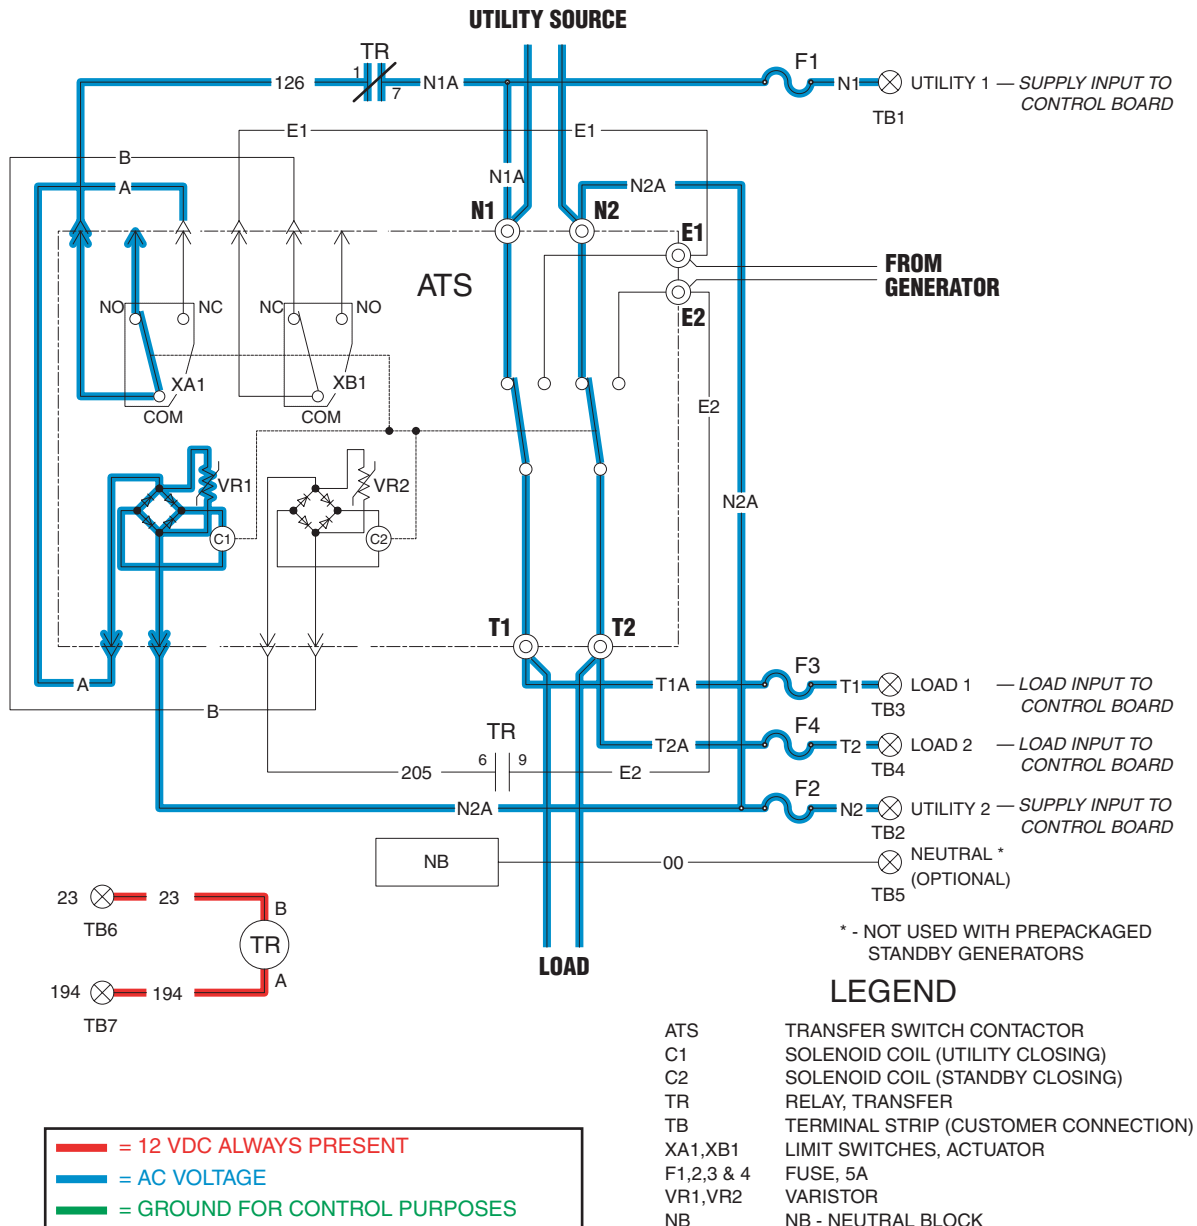 UTILITY SOURCE
TR
1
7
126
N1A
F1
N1
UTILITY 1 — SUPPLY INPUT TO
CONTROL BOARD
TB1
E1
E1
B
A
N1A
N2A
N1
N2
E1
FROM
GENERATOR
E2
ATS
NO
NC
NC
NO
XA1
XB1
COM
COM
E2
VR1
VR2
N2A
C1
C2
T1
T2
A
B
T1A
F3
T1
LOAD 1 — LOAD INPUT TO
CONTROL BOARD
TB3
TR
6
9
T2A
F4
T2
LOAD 2 — LOAD INPUT TO
CONTROL BOARD
TB4
205
E2
F2
N2A
N2
UTILITY 2 — SUPPLY INPUT TO
CONTROL BOARD
TB2
NB
00
NEUTRAL *
(OPTIONAL)
TB5
23
23
B
TB6
TR
194
194
A
TB7
* - NOT USED WITH PREPACKAGED
STANDBY GENERATORS
LOAD
LEGEND
ATS TRANSFER SWITCH CONTACTOR
C1 SOLENOID COIL (UTILITY CLOSING)
C2 SOLENOID COIL (STANDBY CLOSING)
TR RELAY, TRANSFER
TB TERMINAL STRIP (CUSTOMER CONNECTION)
XA1,XB1 LIMIT SWITCHES, ACTUATOR
F1,2,3 & 4 FUSE, 5A
VR1,VR2 VARISTOR
NB NB - NEUTRAL BLOCK
= 12 VDC ALWAYS PRESENT
= AC VOLTAGE
= GROUND FOR CONTROL PURPOSES